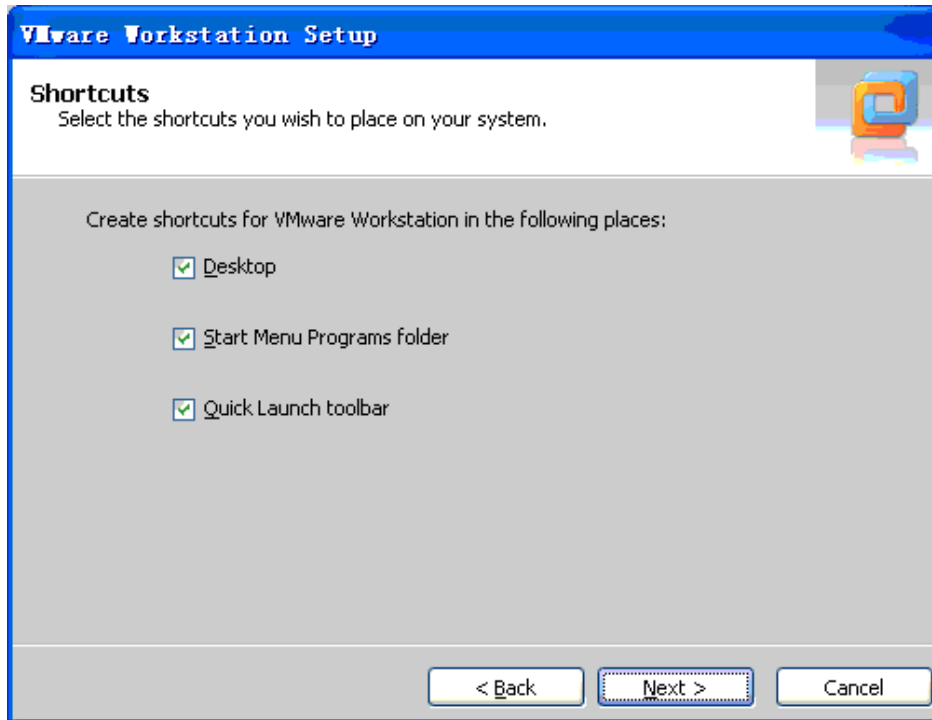 VMware Workstation Setup
Shortcuts
Select the shortcuts you wish to place on your system.
Create shortcuts for VMware Workstation in the following places:
Desktop
Start Menu Programs folder
Quick Launch toolbar
< Back Next > Cancel